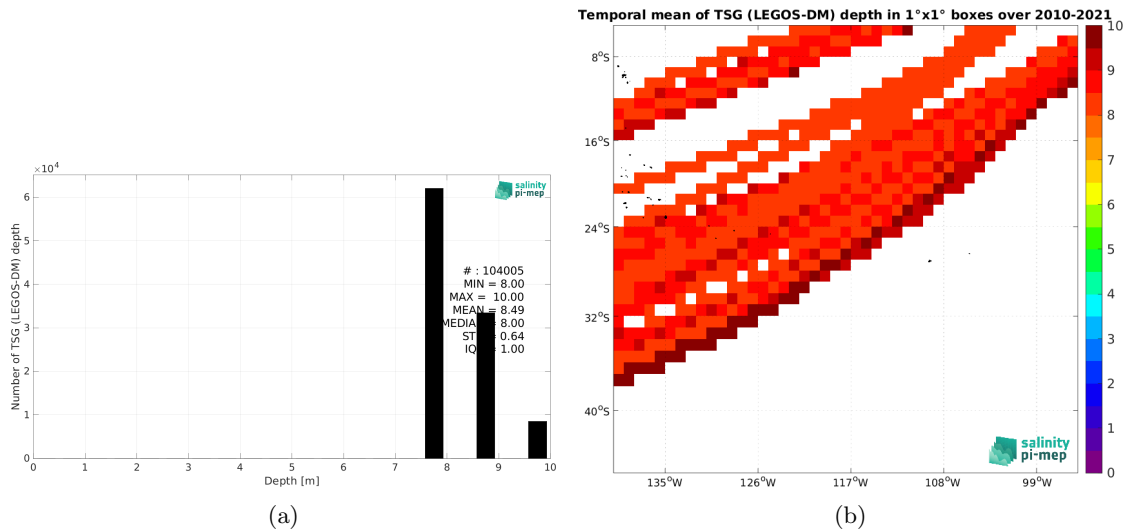 ×10⁴
6
5
4
3
2
1
0
Number of TSG (LEGOS-DM) depth
0 1 2 3 4 5 6 7 8 9 10
Depth [m]
salinity
pi-mep
# : 104005
MIN = 8.00
MAX = 10.00
MEAN = 8.49
MEDIA = 8.00
ST = 0.64
IQ = 1.00
(a)
Temporal mean of TSG (LEGOS-DM) depth in 1°x1° boxes over 2010-2021
8°S
16°S
24°S
32°S
40°S
135°W 126°W 117°W 108°W 99°W
10
9
8
7
6
5
4
3
2
1
0
salinity
pi-mep
(b)